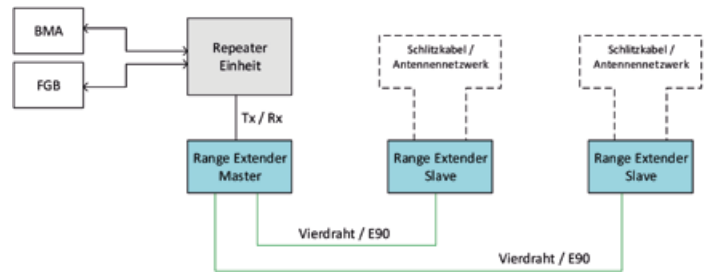 BMA
FGB
Repeater
Einheit
Schlitzkabel /
Antennennetzwerk
Schlitzkabel /
Antennennetzwerk
Tx / Rx
Range Extender
Master
Range Extender
Slave
Range Extender
Slave
Vierdraht / E90
Vierdraht / E90